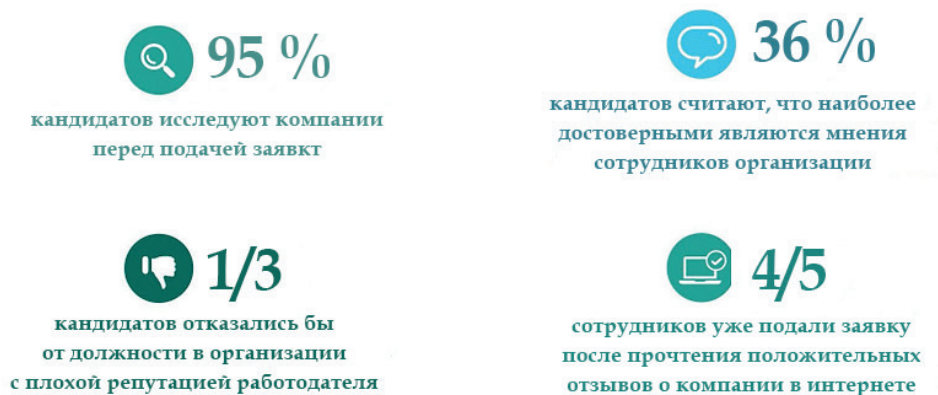 95 %
кандидатов исследуют компании
перед подачей заявкт
36 %
кандидатов считают, что наиболее
достоверными являются мнения
сотрудников организации
1/3
кандидатов отказались бы
от должности в организации
с плохой репутацией работодателя
4/5
сотрудников уже подали заявку
после прочтения положительных
отзывов о компании в интернете